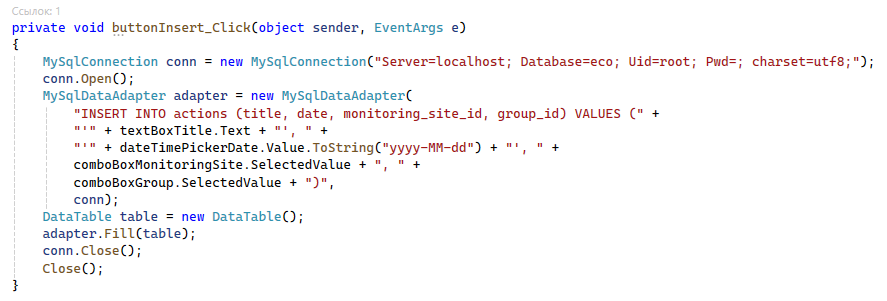 Ссылок: 1
private void buttonInsert_Click(object sender, EventArgs e)
{
    MySqlConnection conn = new MySqlConnection("Server=localhost; Database=eco; Uid=root; Pwd=; charset=utf8;");
    conn.Open();
    MySqlDataAdapter adapter = new MySqlDataAdapter(
        "INSERT INTO actions (title, date, monitoring_site_id, group_id) VALUES (" +
        "'" + textBoxTitle.Text + "', " +
        "'" + dateTimePickerDate.Value.ToString("yyyy-MM-dd") + "', " +
        comboBoxMonitoringSite.SelectedValue + ", " +
        comboBoxGroup.SelectedValue + ")",
        conn);
    DataTable table = new DataTable();
    adapter.Fill(table);
    conn.Close();
    Close();
}